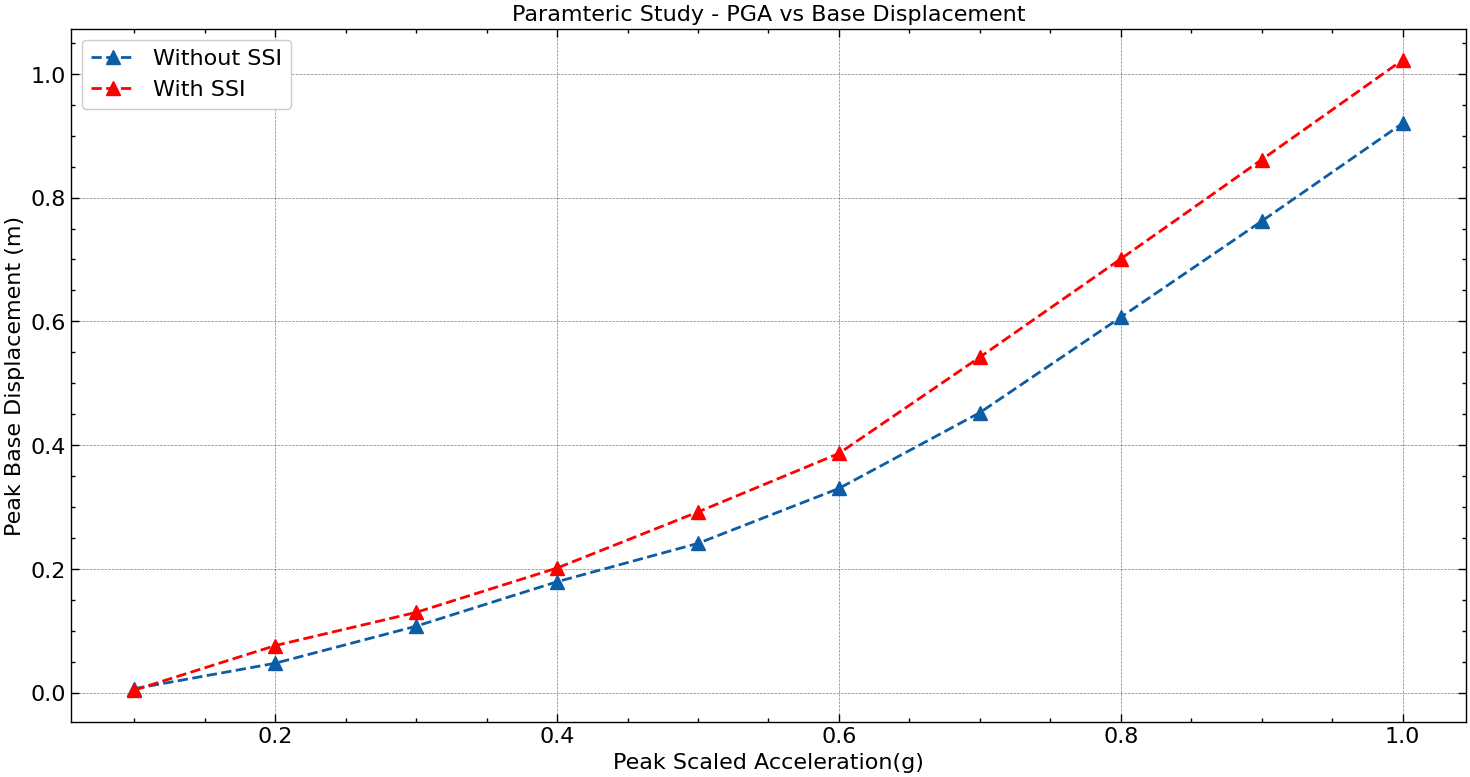 Paramteric Study - PGA vs Base Displacement
Without SSI
With SSI
Peak Base Displacement (m)
1.0
0.8
0.6
0.4
0.2
0.0
0.2
0.4
0.6
0.8
1.0
Peak Scaled Acceleration(g)